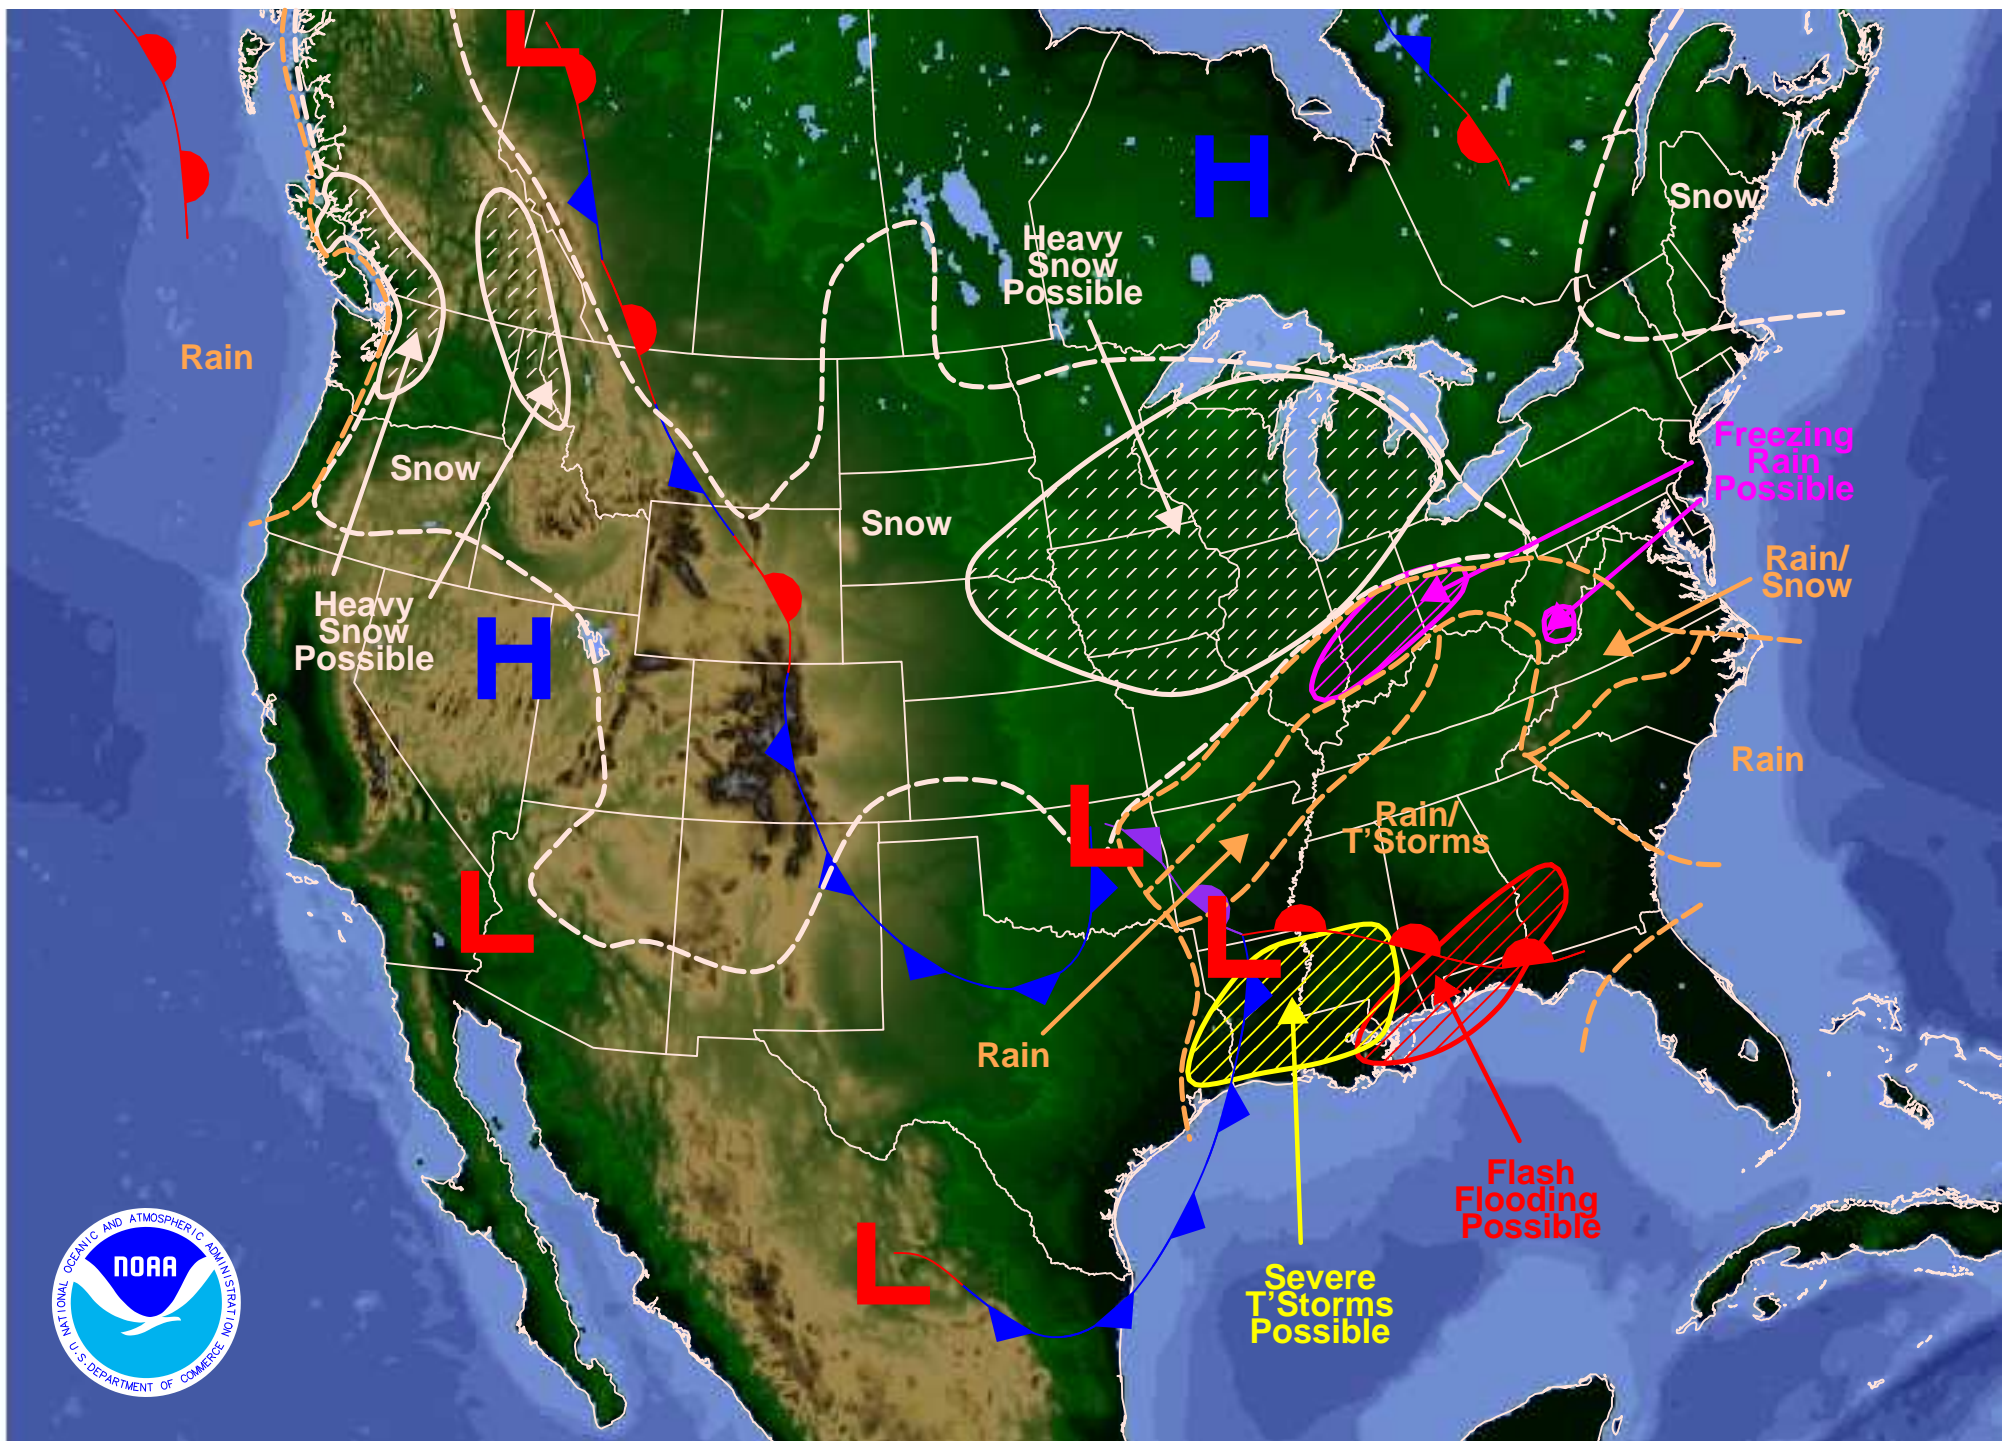 L
H
Snow
Heavy
Snow
Possible
Rain
Snow
Snow
Freezing
Rain
Possible
Rain/
Snow
Heavy
Snow
Possible
H
Rain
L
Rain/
T'Storms
L
L
Rain
Flash
Flooding
Possible
L
Severe
T'Storms
Possible
NATIONAL OCEANIC AND ATMOSPHERIC ADMINISTRATION
NOAA
U.S. DEPARTMENT OF COMMERCE